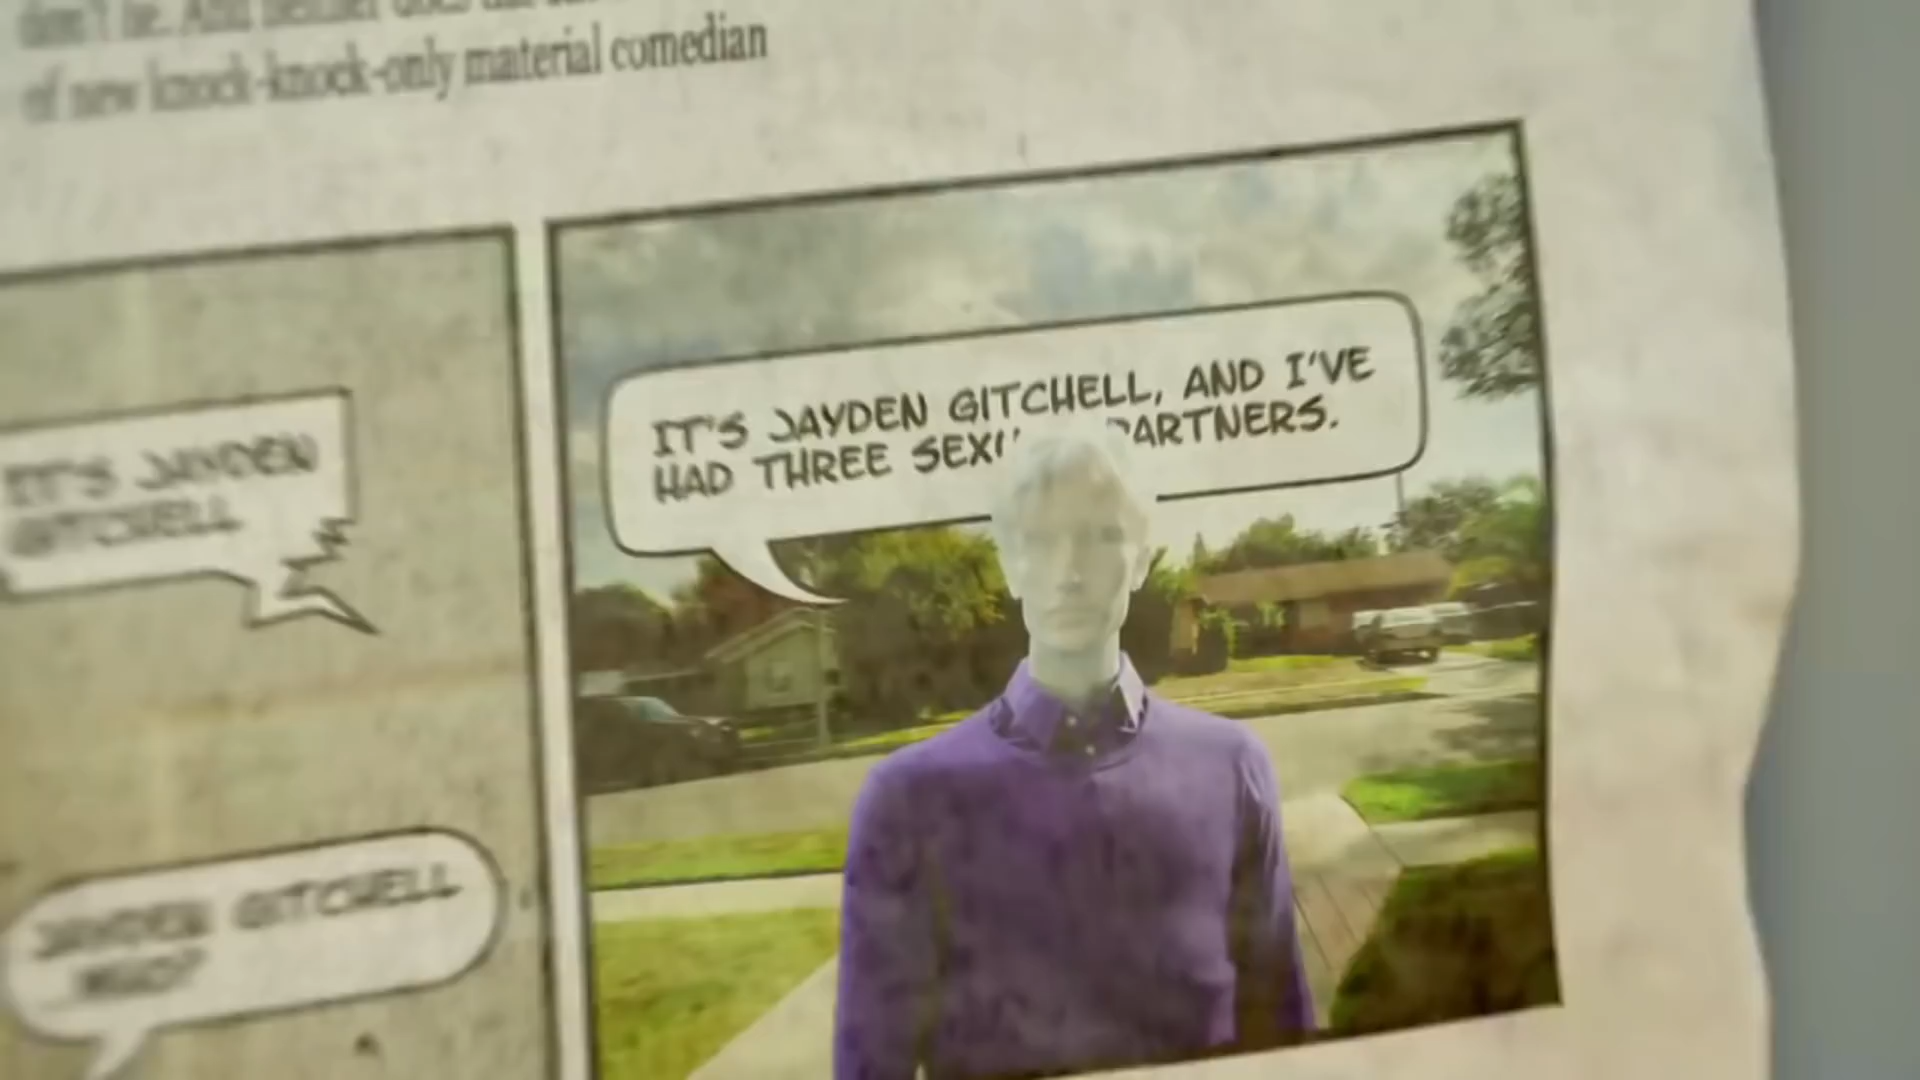 of new knock-knock-only material comedian
IT'S JAYDEN
GITCHELL
JAYDEN GITCHELL
WHO?
IT'S JAYDEN GITCHELL, AND I'VE
HAD THREE PARTNERS.